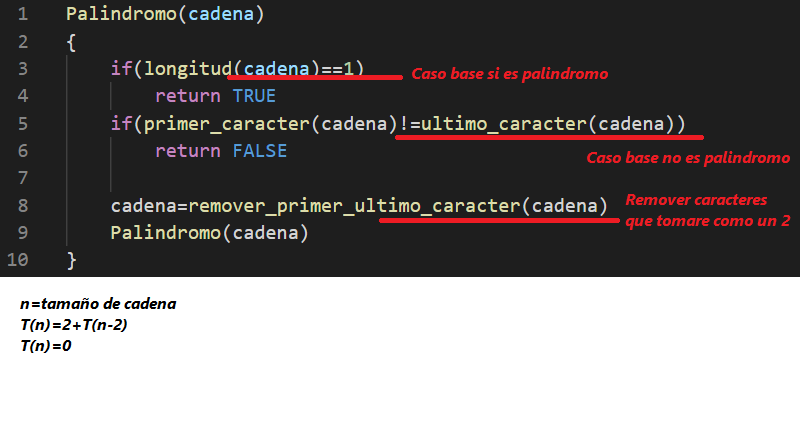 1 Palindromo(cadena)
2 {
3 if(longitud(cadena)==1) Caso base si es palindromo
4 return TRUE
5 if(primer_caracter(cadena)!=ultimo_caracter(cadena))
6 return FALSE Caso base no es palindromo
7
8 cadena=remover_primer_ultimo_caracter(cadena) Remover caracteres
9 Palindromo(cadena) que tomare como un 2
10 }
n=tamaño de cadena
T(n)=2+T(n-2)
T(n)=0